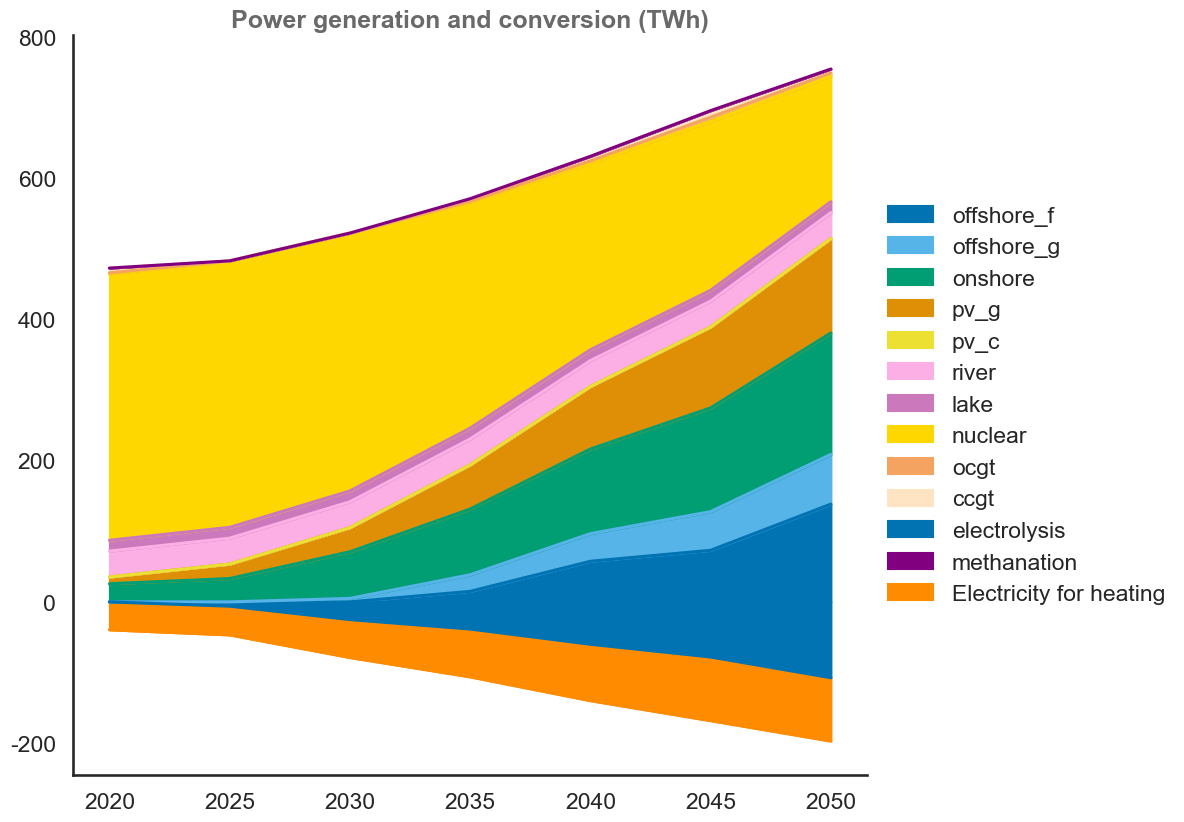 Power generation and conversion (TWh)
800
600
400
200
0
-200
2020 2025 2030 2035 2040 2045 2050
offshore_f
offshore_g
onshore
pv_g
pv_c
river
lake
nuclear
ocgt
ccgt
electrolysis
methanation
Electricity for heating